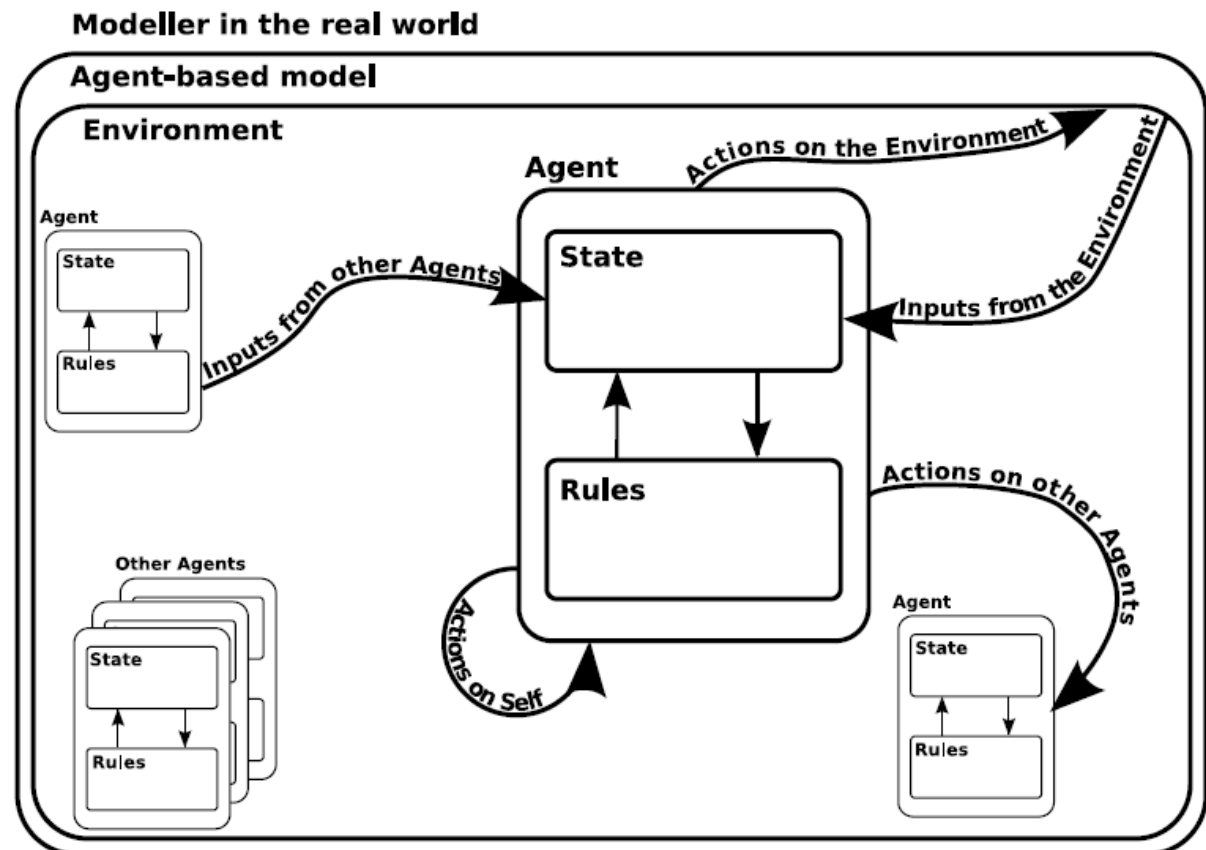 Modeller in the real world
Agent-based model
Environment
Actions on the Environment
Inputs from the Environment
Agent
State
Rules
Agent
State
Rules
Inputs from other Agents
Actions on other Agents
Actions on Self
Other Agents
State
Rules
Agent
State
Rules